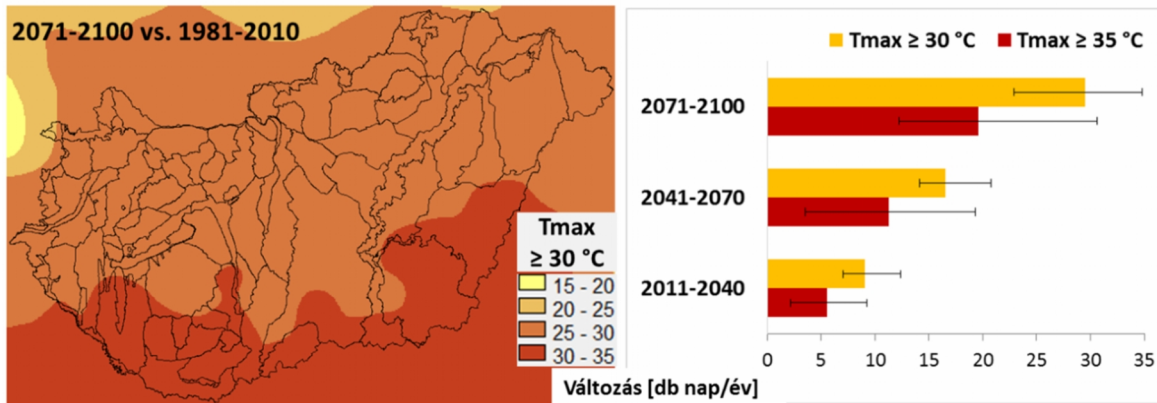 2071-2100 vs. 1981-2010
Tmax
≥ 30 °C
15 - 20
20 - 25
25 - 30
30 - 35
Tmax ≥ 30 °C
Tmax ≥ 35 °C
2071-2100
2041-2070
2011-2040
0 5 10 15 20 25 30 35
Változás [db nap/év]